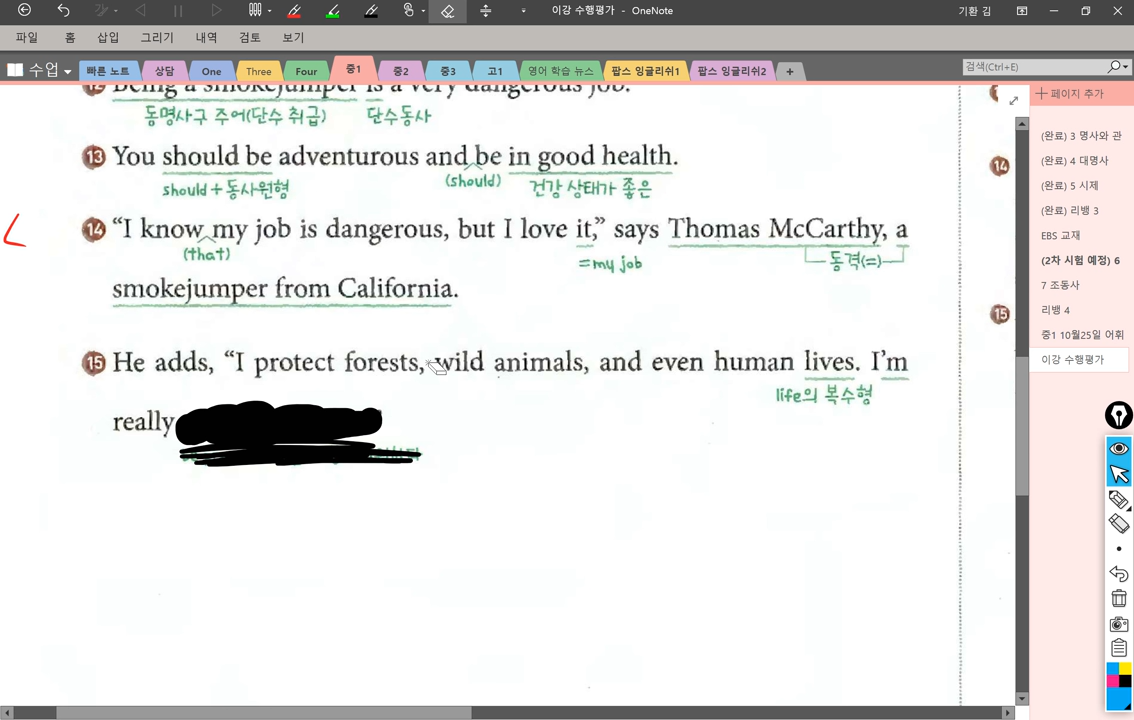 이강 수행평가 - OneNote
기환 김
파일 홈 삽입 그리기 내역 검토 보기
수업 빠른 노트 상담 One Three Four 중1 중2 중3 고1 영어 학습 뉴스 팝스 잉글리쉬1 팝스 잉글리쉬2 +
검색(Ctrl+E)
페이지 추가
(완료) 3 명사와 관
(완료) 4 대명사
(완료) 5 시제
(완료) 리뱅 3
EBS 교재
(2차 시험 예정) 6
7 조동사
리뱅 4
중1 10월25일 어휘
이강 수행평가
12 Being a smokejumper is a very dangerous job.
동명사구 주어(단수 취급) 단수동사
13 You should be adventurous and be in good health.
should+동사원형 (should) 건강 상태가 좋은
14 “I know my job is dangerous, but I love it,” says Thomas McCarthy, a
(that) =my job 동격(=)
smokejumper from California.
15 He adds, “I protect forests, wild animals, and even human lives. I’m
life의 복수형
really
14
15